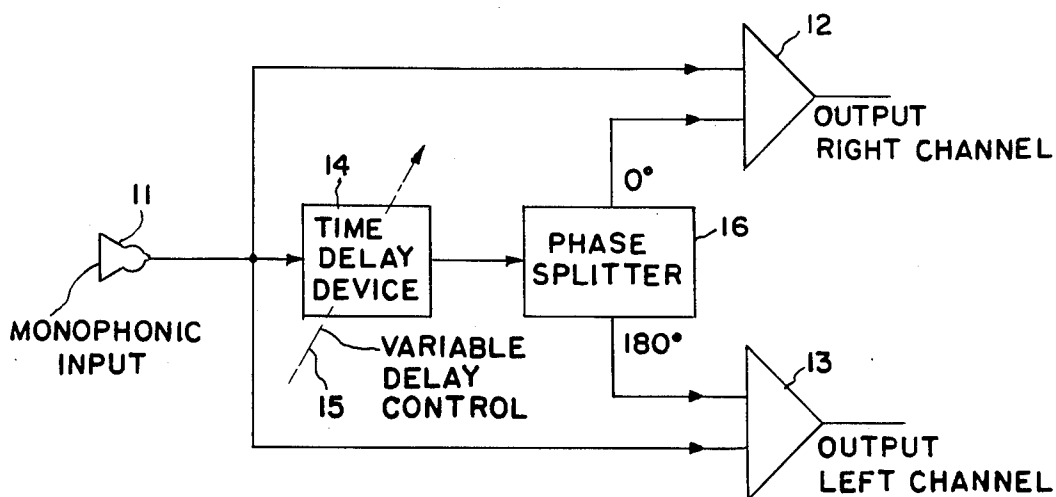 12
OUTPUT
RIGHT CHANNEL
14
0°
11
TIME
DELAY
DEVICE
PHASE
SPLITTER
16
MONOPHONIC
INPUT
VARIABLE
DELAY
CONTROL
15
180°
13
OUTPUT
LEFT CHANNEL